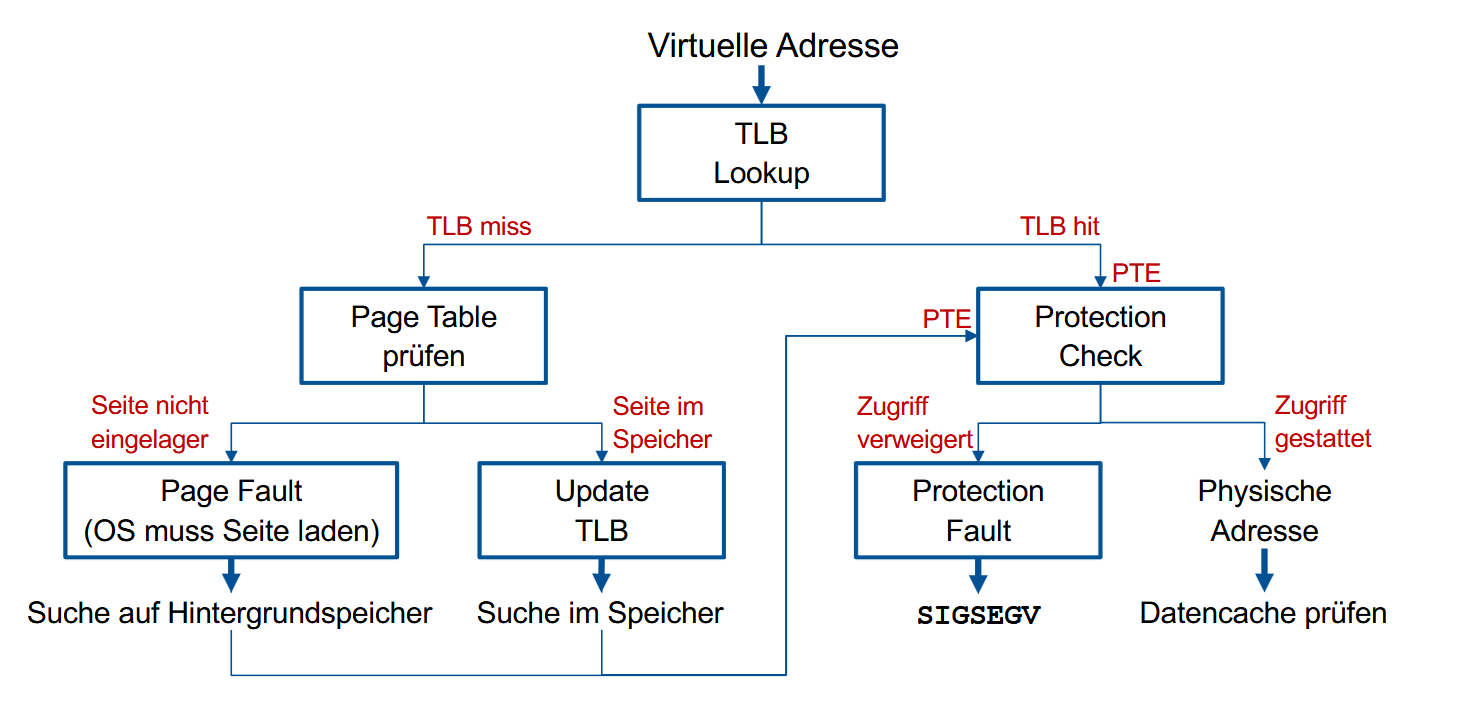 Virtuelle Adresse
TLB
Lookup
TLB miss
TLB hit
PTE
Page Table
prüfen
PTE
Protection
Check
Seite nicht
eingelager
Seite im
Speicher
Zugriff
verweigert
Zugriff
gestattet
Page Fault
(OS muss Seite laden)
Update
TLB
Protection
Fault
Physische
Adresse
Suche auf Hintergrundspeicher
Suche im Speicher
SIGSEGV
Datencache prüfen